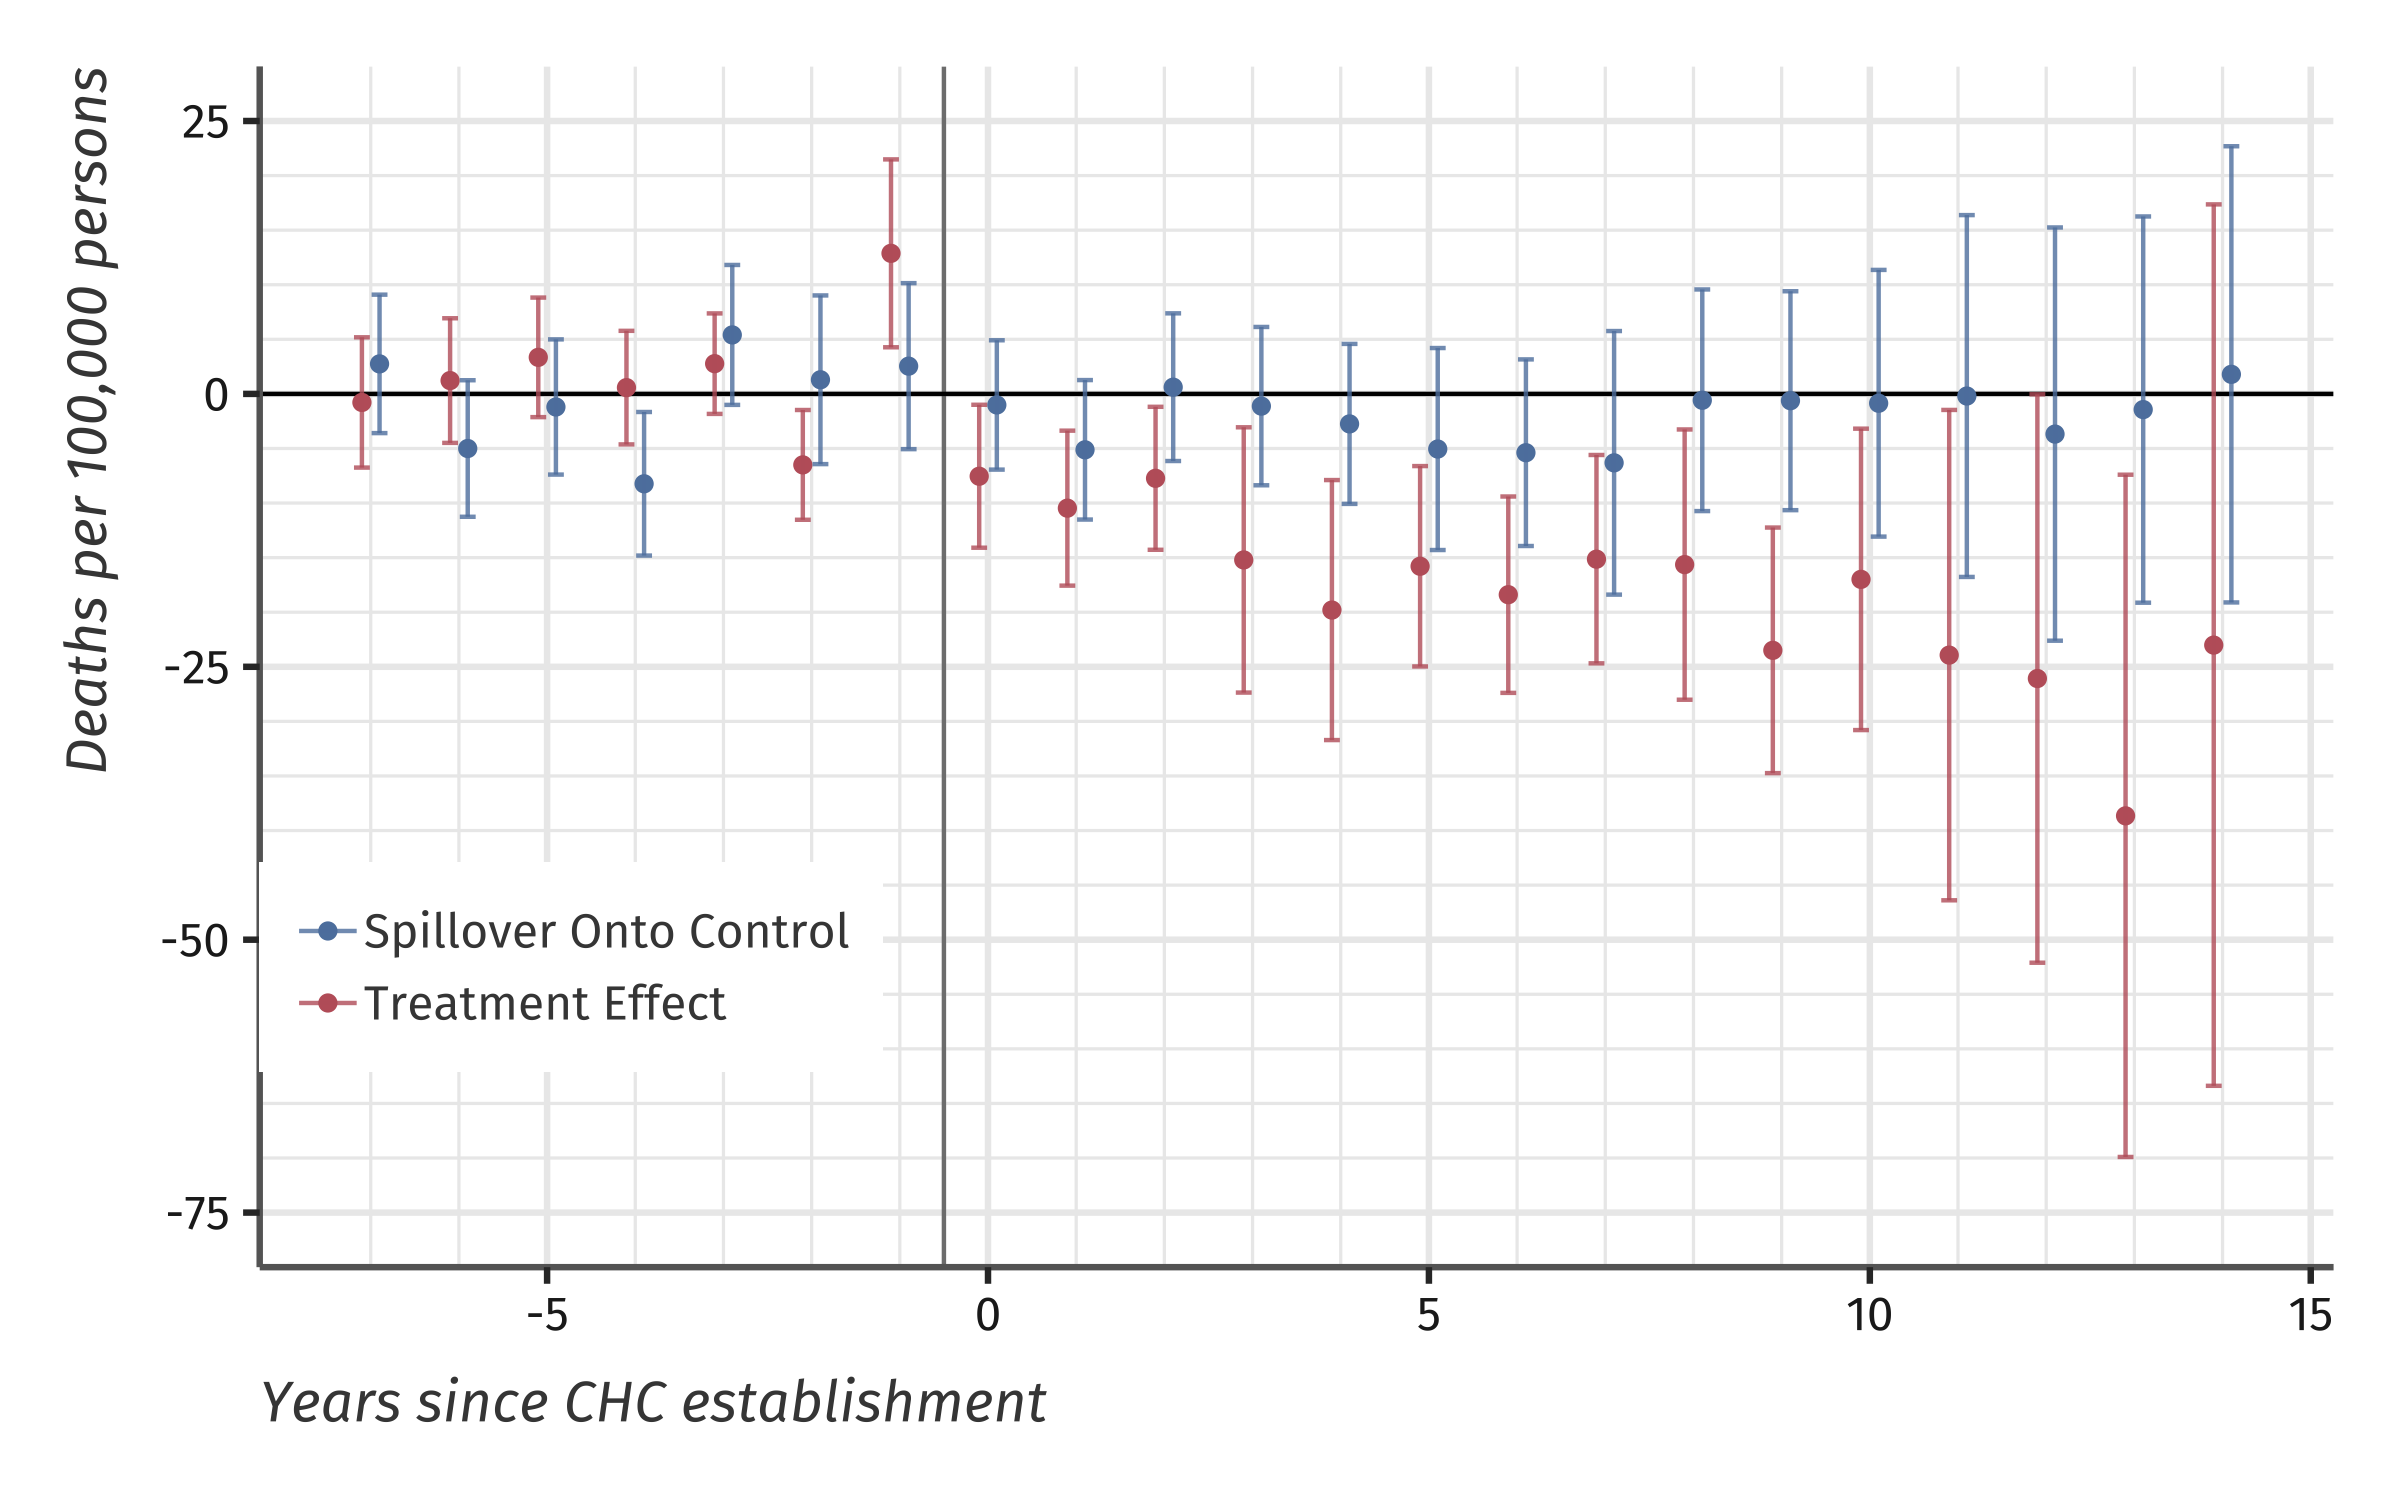 Deaths per 100,000 persons
25
0
-25
-50
-75
Spillover Onto Control
Treatment Effect
-5
0
5
10
15
Years since CHC establishment